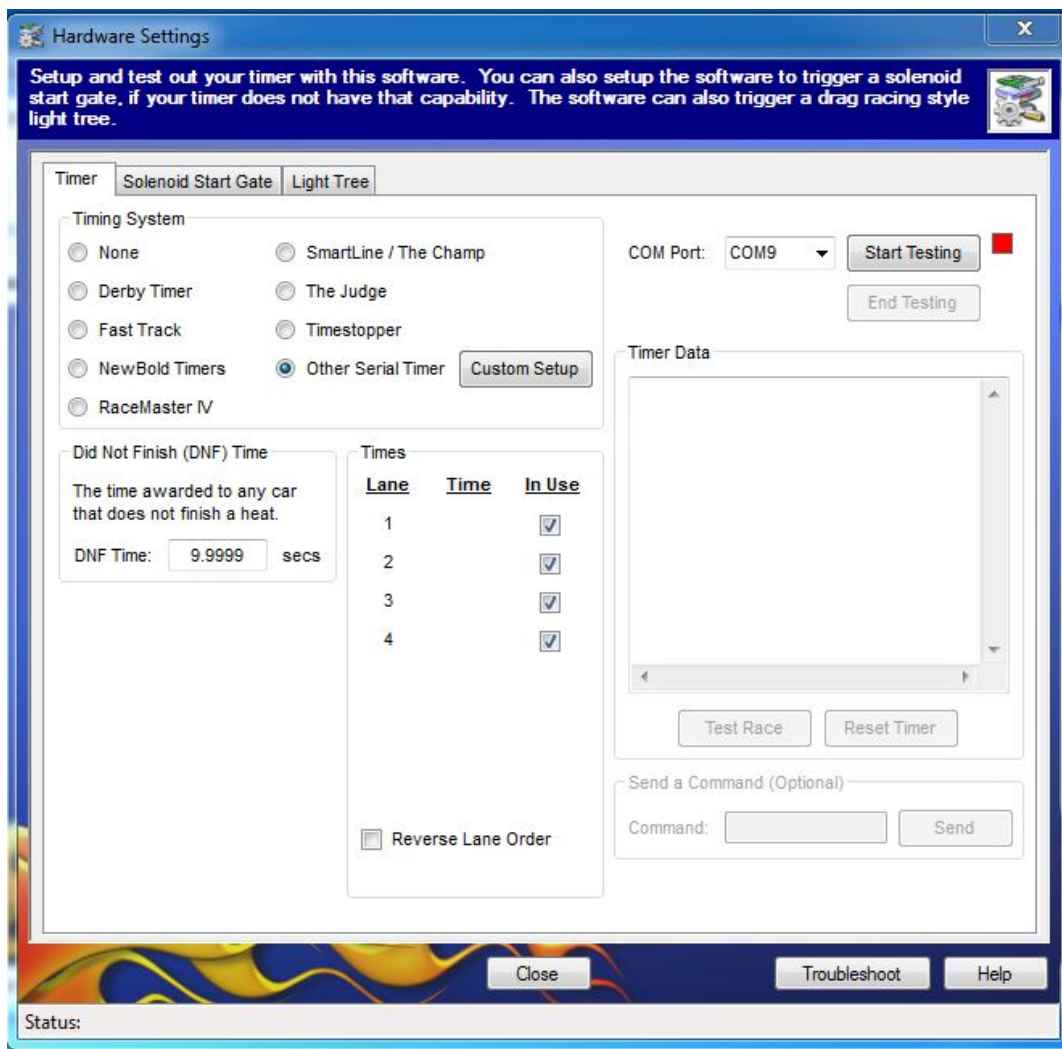 Hardware Settings
X
Setup and test out your timer with this software. You can also setup the software to trigger a solenoid
start gate, if your timer does not have that capability. The software can also trigger a drag racing style
light tree.
Timer
Solenoid Start Gate
Light Tree
Timing System
None
SmartLine / The Champ
Derby Timer
The Judge
Fast Track
Timestopper
NewBold Timers
Other Serial Timer
Custom Setup
RaceMaster IV
COM Port:
COM9
Start Testing
End Testing
Did Not Finish (DNF) Time
The time awarded to any car
that does not finish a heat.
DNF Time:
9.9999
secs
Times
Lane Time In Use
1
2
3
4
Reverse Lane Order
Timer Data
Test Race
Reset Timer
Send a Command (Optional)
Command:
Send
Close
Troubleshoot
Help
Status: